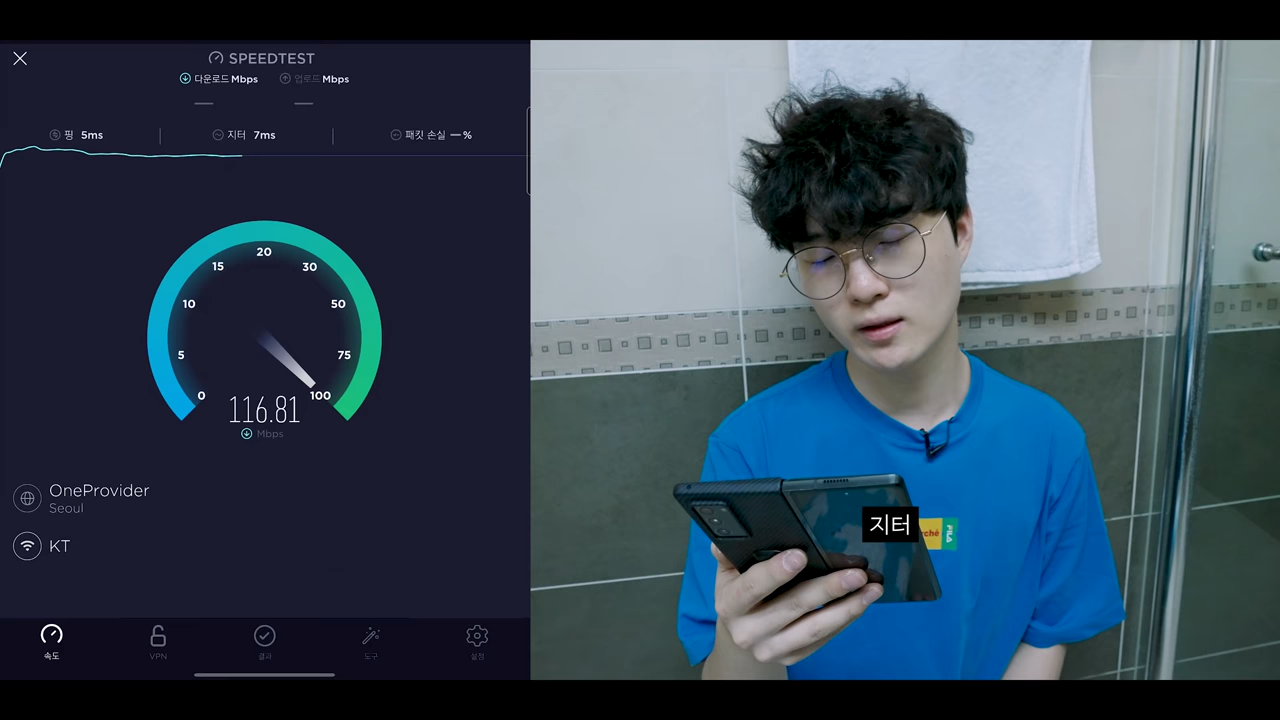 SPEEDTEST
다운로드 Mbps 업로드 Mbps
핑 5ms 지터 7ms 패킷 손실 — %
20
15 30
10 50
5 75
0 100
116.81
Mbps
OneProvider
Seoul
KT
속도 VPN 결과 도구 설정
지터
ché
FILA